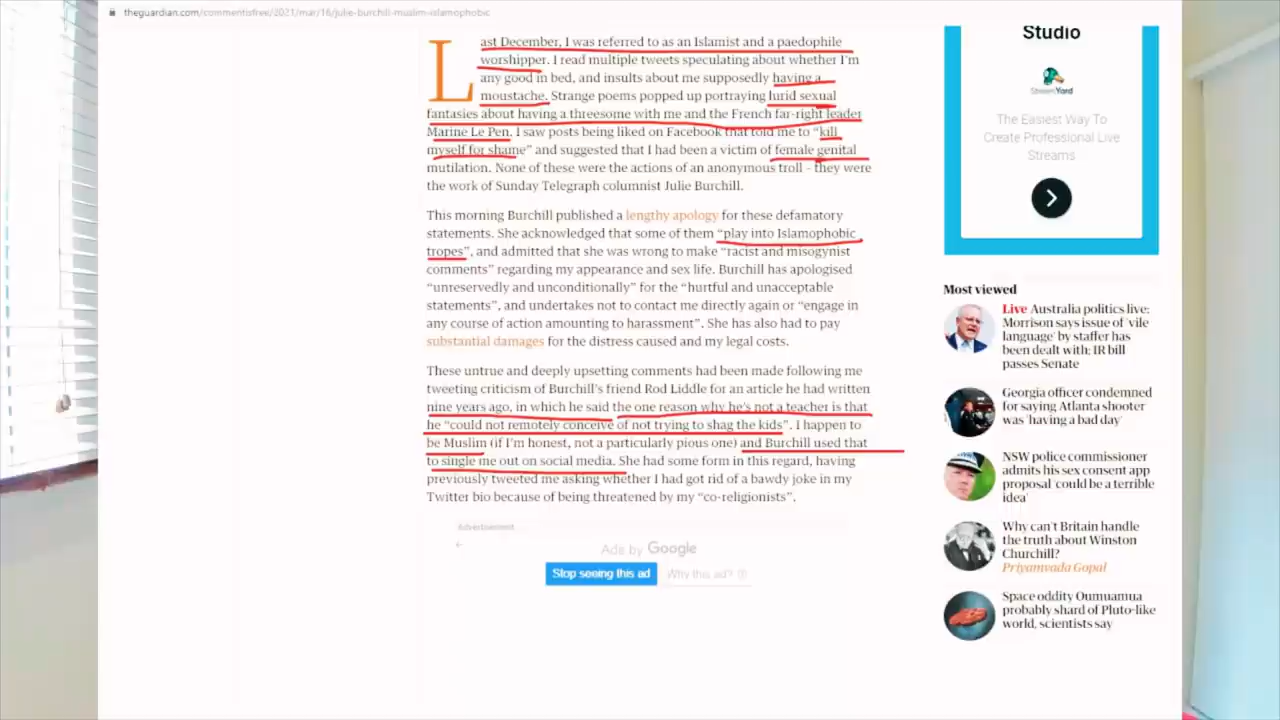 theguardian.com/commentisfree/2021/mar/16/julie-burchill-muslim-islamophobic
Last December, I was referred to as an Islamist and a paedophile
worshipper. I read multiple tweets speculating about whether I'm
any good in bed, and insults about me supposedly having a
moustache. Strange poems popped up portraying lurid sexual
fantasies about having a threesome with me and the French far-right leader
Marine Le Pen. I saw posts being liked on Facebook that told me to “kill
myself for shame” and suggested that I had been a victim of female genital
mutilation. None of these were the actions of an anonymous troll – they were
the work of Sunday Telegraph columnist Julie Burchill.
This morning Burchill published a lengthy apology for these defamatory
statements. She acknowledged that some of them “play into Islamophobic
tropes”, and admitted that she was wrong to make “racist and misogynist
comments” regarding my appearance and sex life. Burchill has apologised
“unreservedly and unconditionally” for the “hurtful and unacceptable
statements”, and undertakes not to contact me directly again or “engage in
any course of action amounting to harassment”. She has also had to pay
substantial damages for the distress caused and my legal costs.
These untrue and deeply upsetting comments had been made following me
tweeting criticism of Burchill's friend Rod Liddle for an article he had written
nine years ago, in which he said the one reason why he's not a teacher is that
he “could not remotely conceive of not trying to shag the kids”. I happen to
be Muslim (if I'm honest, not a particularly pious one) and Burchill used that
to single me out on social media. She had some form in this regard, having
previously tweeted me asking whether I had got rid of a bawdy joke in my
Twitter bio because of being threatened by my “co-religionists”.
Advertisement
Ads by Google
Stop seeing this ad
Why this ad?
Studio
StreamYard
The Easiest Way To
Create Professional Live
Streams
Most viewed
Live Australia politics live:
Morrison says issue of 'vile
language' by staffer has
been dealt with; IR bill
passes Senate
Georgia officer condemned
for saying Atlanta shooter
was 'having a bad day'
NSW police commissioner
admits his sex consent app
proposal 'could be a terrible
idea'
Why can't Britain handle
the truth about Winston
Churchill?
Priyamvada Gopal
Space oddity Oumuamua
probably shard of Pluto-like
world, scientists say